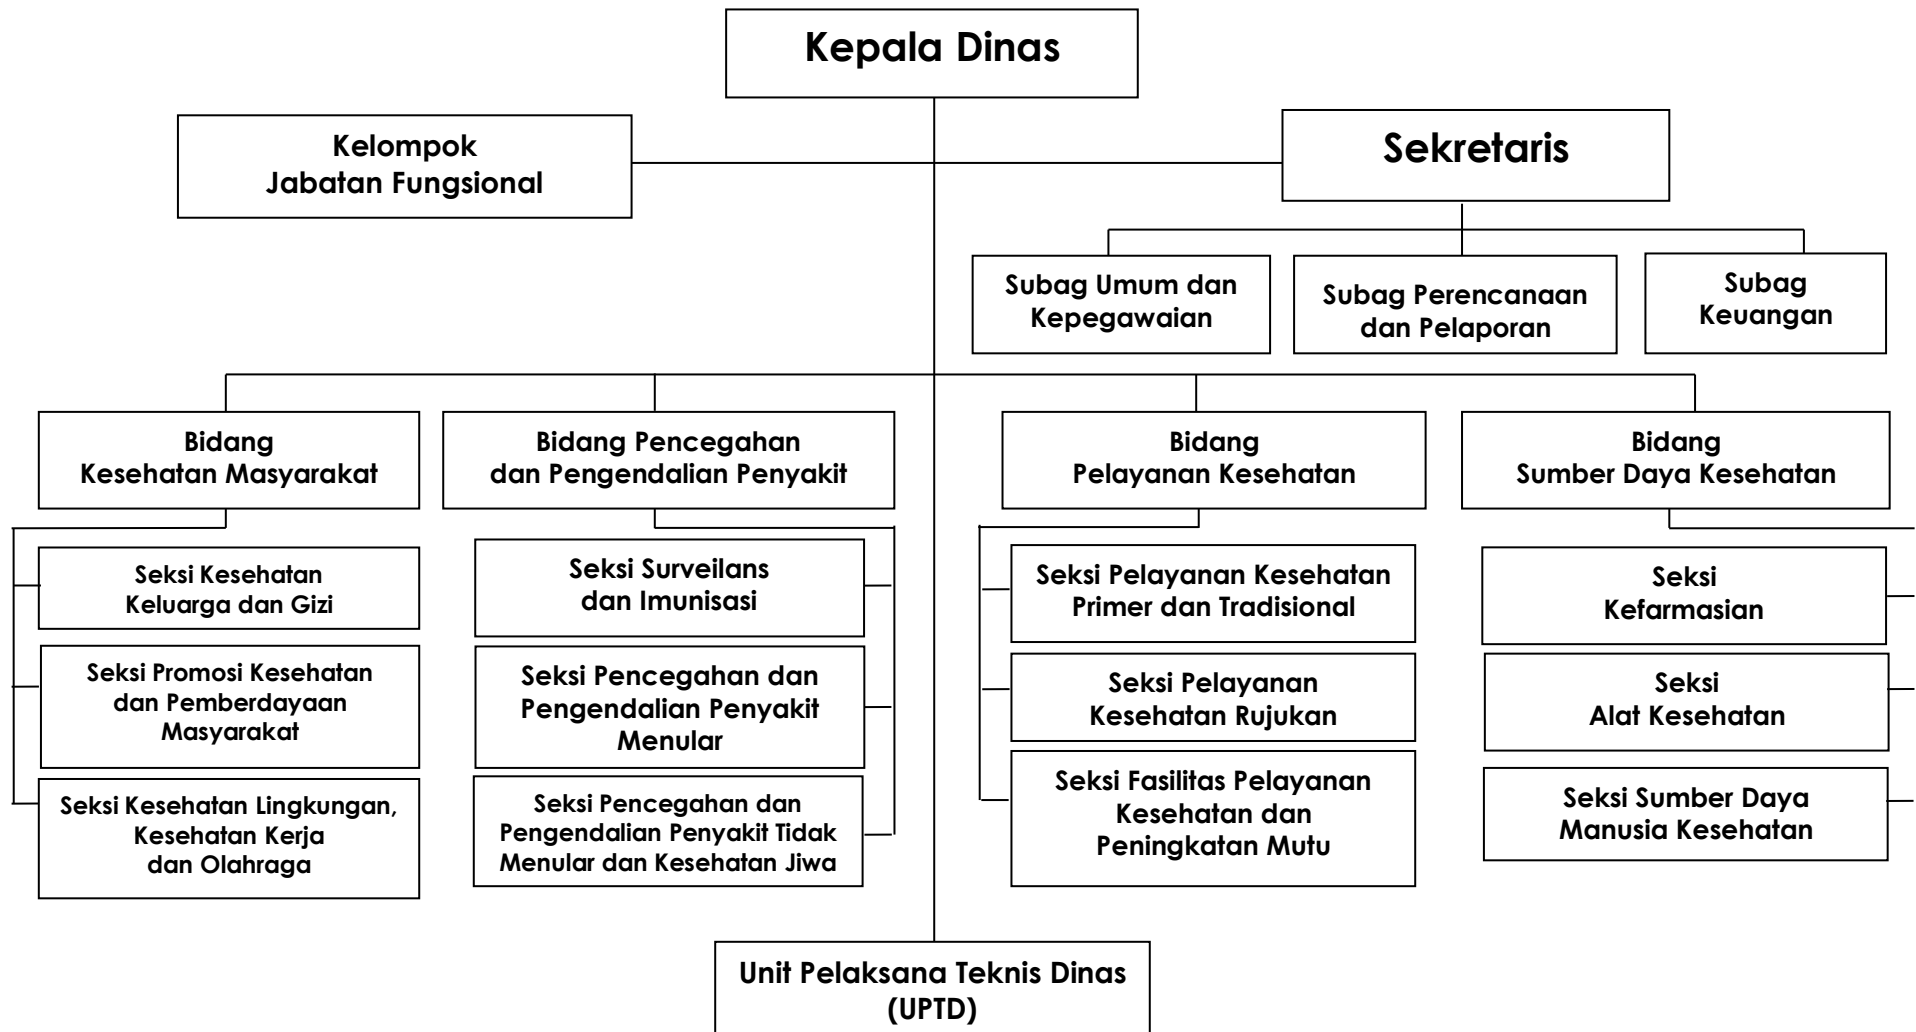 Kepala Dinas
Kelompok
Jabatan Fungsional
Sekretaris
Subag Umum dan
Kepegawaian
Subag Perencanaan
dan Pelaporan
Subag
Keuangan
Bidang
Kesehatan Masyarakat
Bidang Pencegahan
dan Pengendalian Penyakit
Bidang
Pelayanan Kesehatan
Bidang
Sumber Daya Kesehatan
Seksi Kesehatan
Keluarga dan Gizi
Seksi Promosi Kesehatan
dan Pemberdayaan
Masyarakat
Seksi Kesehatan Lingkungan,
Kesehatan Kerja
dan Olahraga
Seksi Surveilans
dan Imunisasi
Seksi Pencegahan dan
Pengendalian Penyakit
Menular
Seksi Pencegahan dan
Pengendalian Penyakit Tidak
Menular dan Kesehatan Jiwa
Seksi Pelayanan Kesehatan
Primer dan Tradisional
Seksi Pelayanan
Kesehatan Rujukan
Seksi Fasilitas Pelayanan
Kesehatan dan
Peningkatan Mutu
Seksi
Kefarmasian
Seksi
Alat Kesehatan
Seksi Sumber Daya
Manusia Kesehatan
Unit Pelaksana Teknis Dinas
(UPTD)